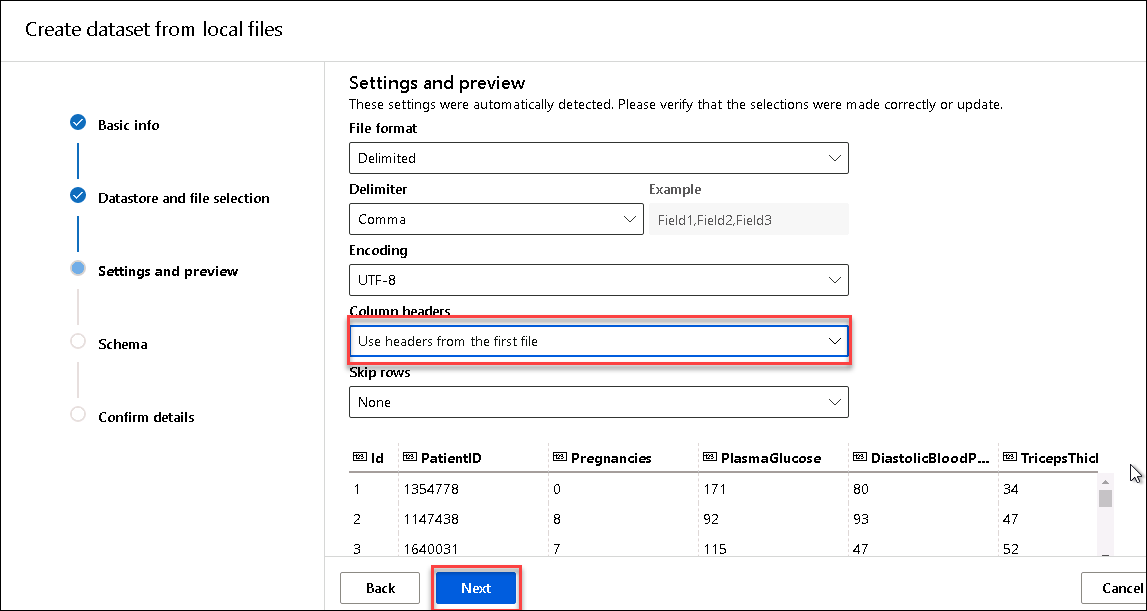 Create dataset from local files
Basic info
Datastore and file selection
Settings and preview
Schema
Confirm details
Settings and preview
These settings were automatically detected. Please verify that the selections were made correctly or update.
File format
Delimited
Delimiter Example
Comma Field1,Field2,Field3
Encoding
UTF-8
Column headers
Use headers from the first file
Skip rows
None
Id PatientID Pregnancies PlasmaGlucose DiastolicBloodP... TricepsThicl
1 1354778 0 171 80 34
2 1147438 8 92 93 47
3 1640031 7 115 47 52
Back Next Cancel